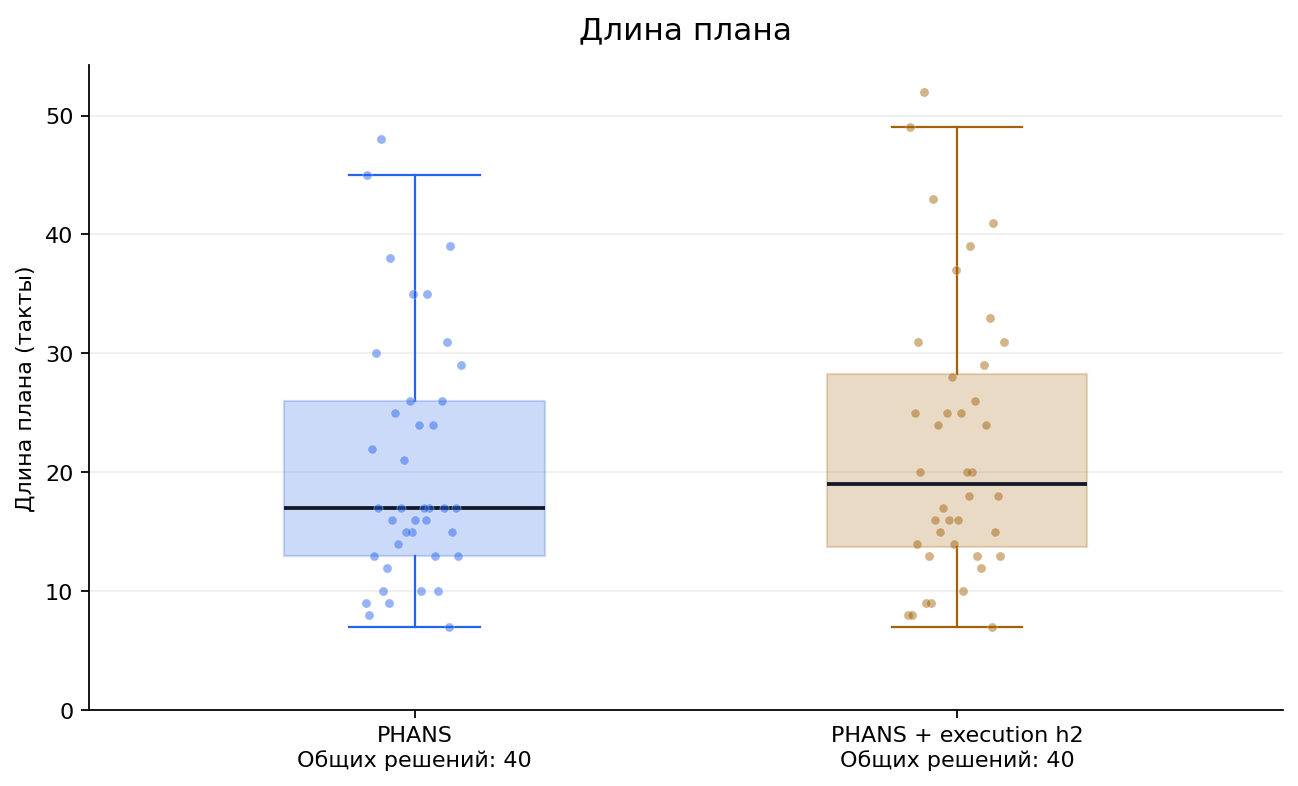 Длина плана
Длина плана (такты)
50
40
30
20
10
0
PHANS
Общих решений: 40
PHANS + execution h2
Общих решений: 40